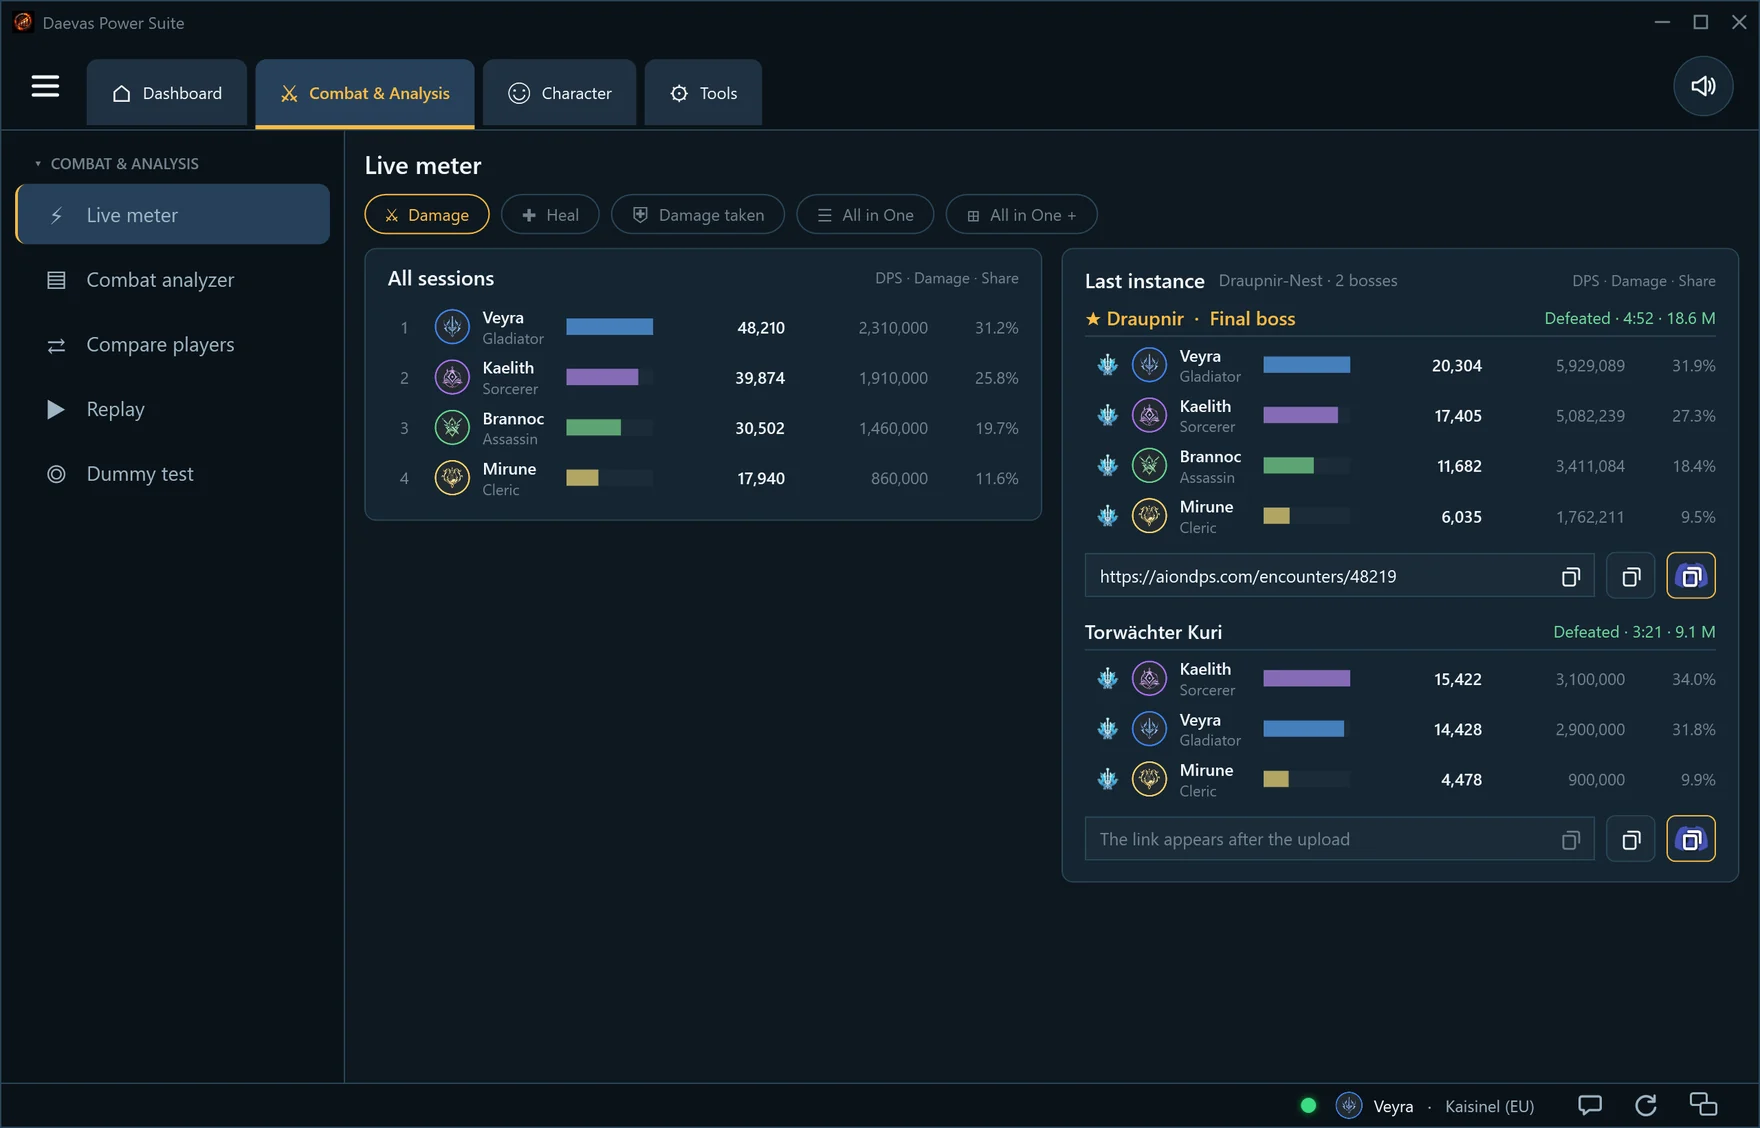 Daevas Power Suite
Dashboard
Combat & Analysis
Character
Tools
COMBAT & ANALYSIS
Live meter
Combat analyzer
Compare players
Replay
Dummy test
Live meter
Damage
Heal
Damage taken
All in One
All in One +
All sessions
DPS · Damage · Share
1 Veyra 48,210 2,310,000 31.2%
Gladiator
2 Kaelith 39,874 1,910,000 25.8%
Sorcerer
3 Brannoc 30,502 1,460,000 19.7%
Assassin
4 Mirune 17,940 860,000 11.6%
Cleric
Last instance Draupnir-Nest · 2 bosses
DPS · Damage · Share
★ Draupnir · Final boss
Defeated · 4:52 · 18.6 M
Veyra 20,304 5,929,089 31.9%
Gladiator
Kaelith 17,405 5,082,239 27.3%
Sorcerer
Brannoc 11,682 3,411,084 18.4%
Assassin
Mirune 6,035 1,762,211 9.5%
Cleric
https://aiondps.com/encounters/48219
Torwächter Kuri
Defeated · 3:21 · 9.1 M
Kaelith 15,422 3,100,000 34.0%
Sorcerer
Veyra 14,428 2,900,000 31.8%
Gladiator
Mirune 4,478 900,000 9.9%
Cleric
The link appears after the upload
Veyra · Kaisinel (EU)